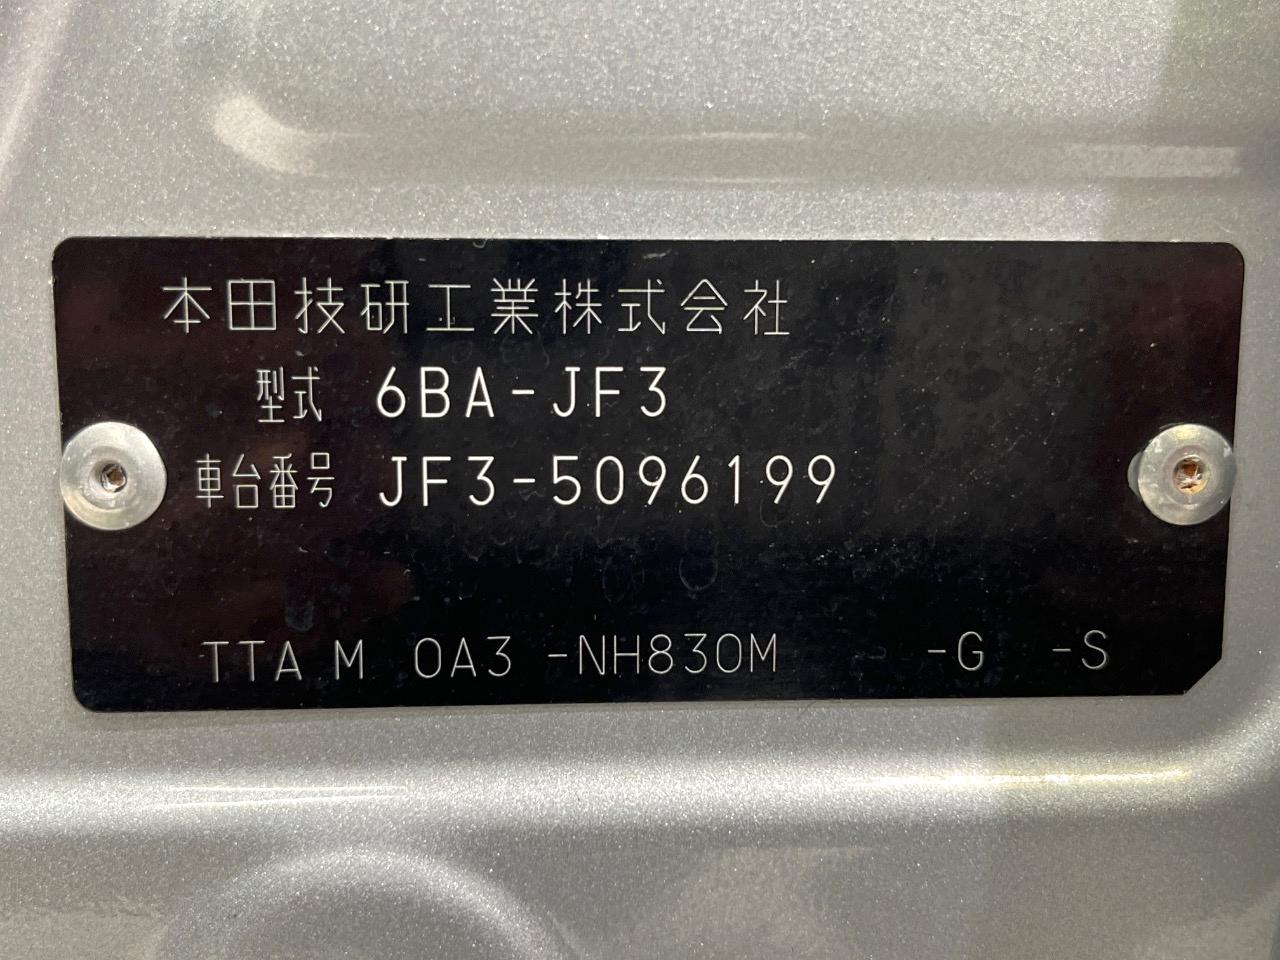 本田技研工業株式会社
型式 6BA-JF3
車台番号 JF3-5096199
TTA M 0A3 -NH830M -G -S